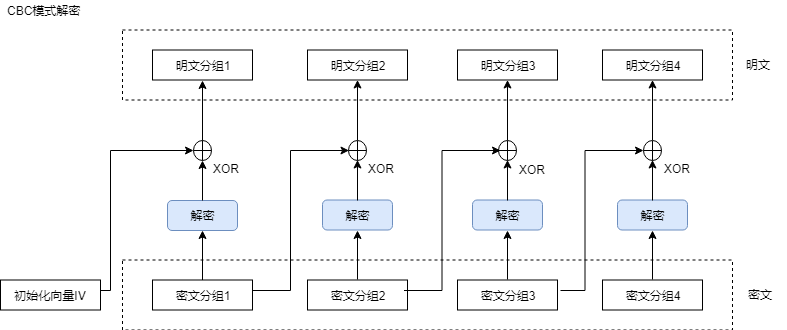 CBC模式解密
明文分组1
明文分组2
明文分组3
明文分组4
明文
XOR
XOR
XOR
XOR
解密
解密
解密
解密
初始化向量IV
密文分组1
密文分组2
密文分组3
密文分组4
密文